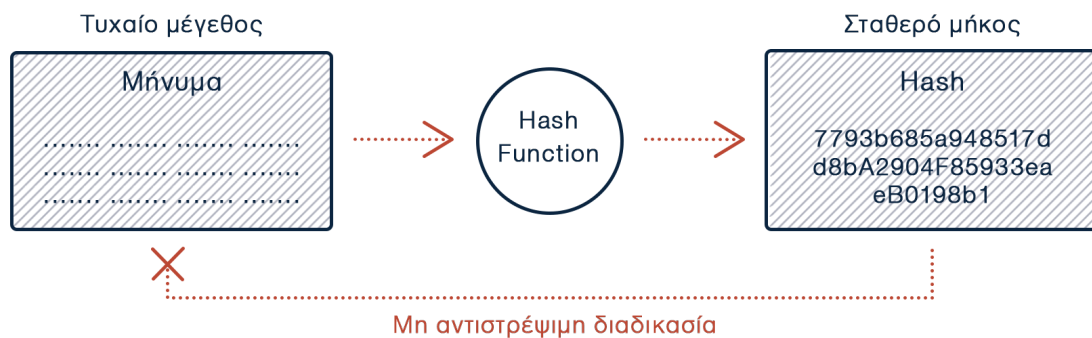 Τυχαίο μέγεθος
Σταθερό μήκος
Μήνυμα
....... ....... ....... .......
....... ....... ....... .......
....... ....... ....... .......
Hash
Function
Hash
7793b685a948517d
d8bA2904F85933ea
eB0198b1
Μη αντιστρέψιμη διαδικασία